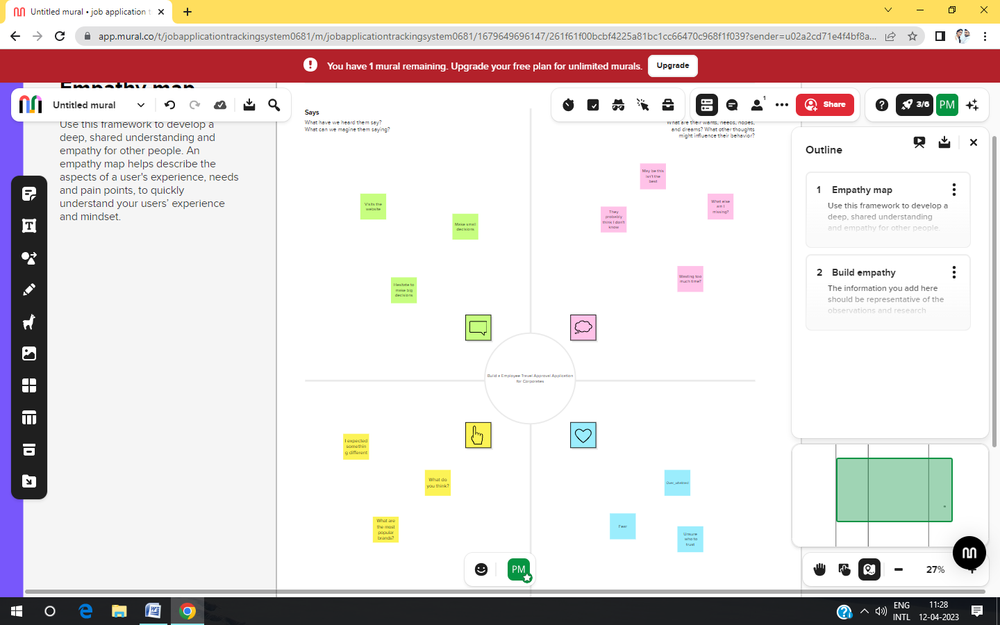 Untitled mural • job application t
app.mural.co/t/jobapplicationtrackingsystem0681/m/jobapplicationtrackingsystem0681/1679649696147/261f61f00bcbf4225a81bc1cc66470c968f1f039?sender=u02a2cd71e4f4bf8a...
You have 1 mural remaining. Upgrade your free plan for unlimited murals.
Upgrade
Empathy map
Untitled mural
Share
3/6
PM
1
Use this framework to develop a
deep, shared understanding and
empathy for other people. An
empathy map helps describe the
aspects of a user's experience, needs
and pain points, to quickly
understand your users’ experience
and mindset.
Says
What have we heard them say?
What can we magine them saying?
What are their wants, needs, hopes,
and dreams? What other thoughts
might influence their behavior?
Visits the
website
Make small
decisions
Hesitate to
make big
decisions
May be this
isn't the
best
They
probably
think I don't
know
What else
am I
missing?
Wasting too
much time?
Build a Employee Travel Approval Application
for Corporates
I expected
somethin
g different
What do
you think?
What are
the most
popular
brands?
Over_whelmed
Fear
Unsure
who to
trust
Outline
1 Empathy map
Use this framework to develop a
deep, shared understanding
and empathy for other people.
2 Build empathy
The information you add here
should be representative of the
observations and research
PM
27%
ENG
INTL
11:28
12-04-2023